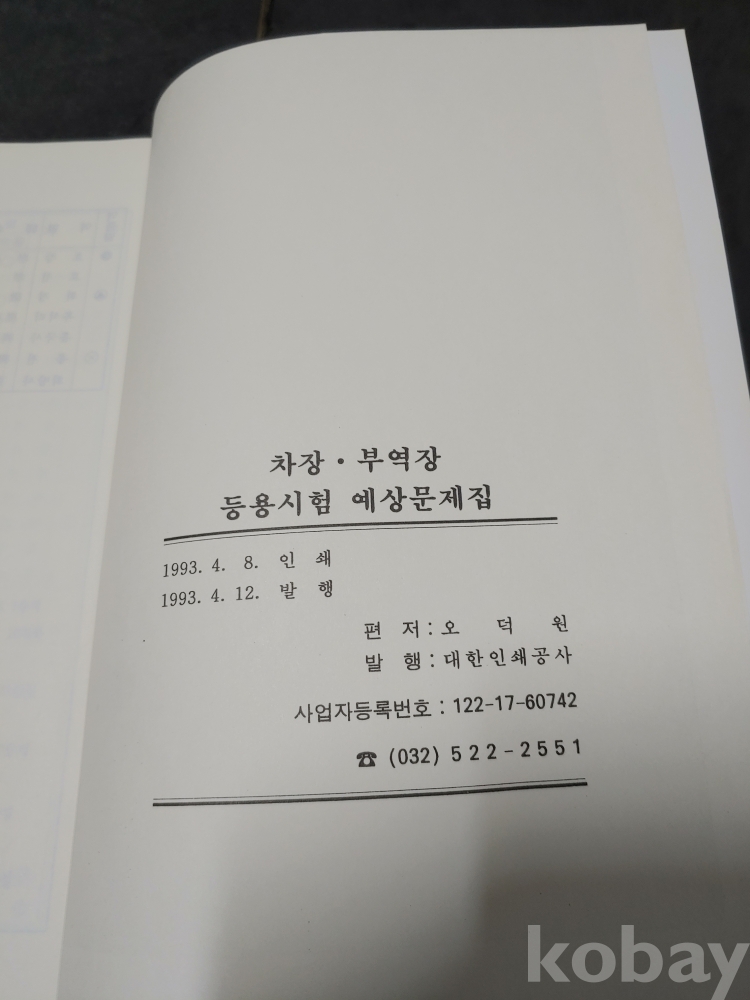 차장·부역장
등용시험 예상문제집
1993. 4. 8. 인 쇄
1993. 4. 12. 발 행
편 저 : 오 덕 원
발 행 : 대한인쇄공사
사업자등록번호 : 122-17-60742
☎ (032) 522-2551
kobay